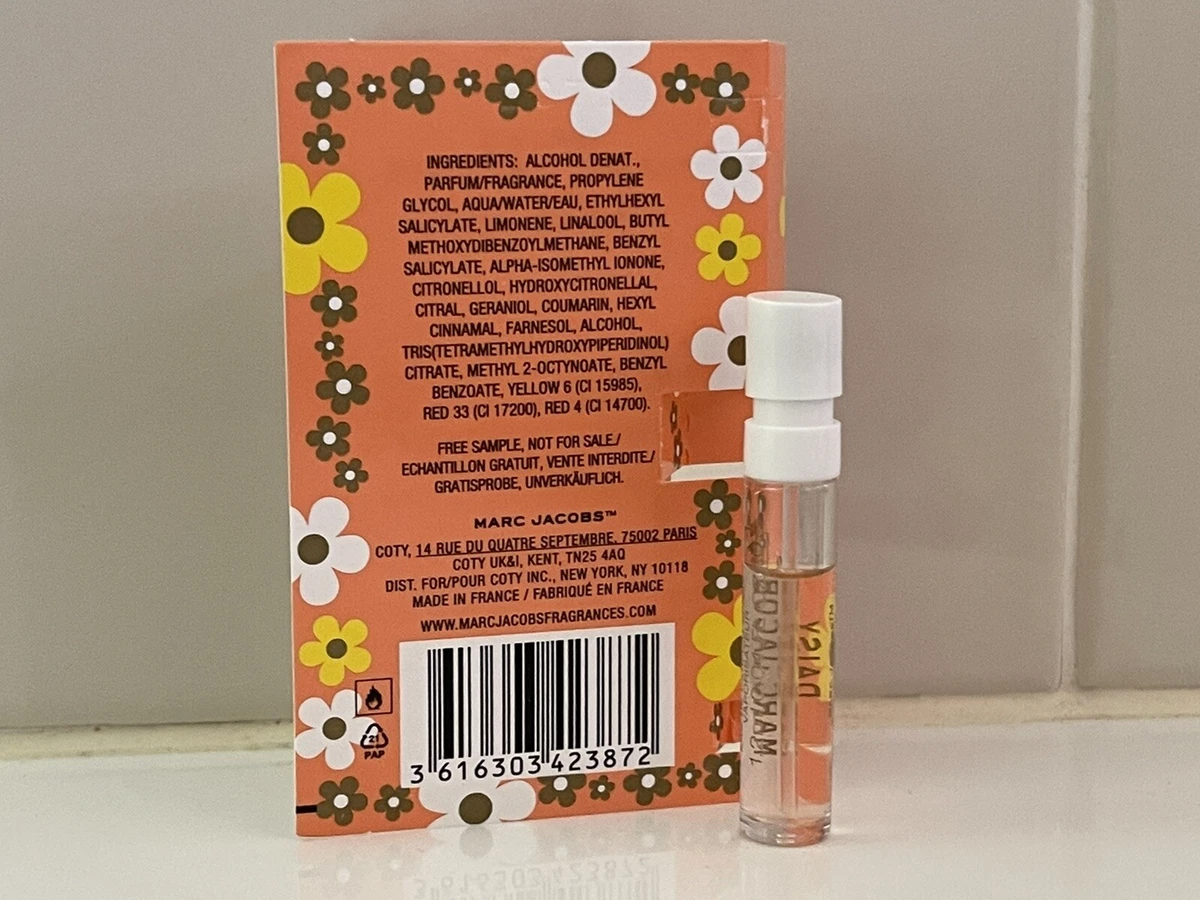 INGREDIENTS: ALCOHOL DENAT.,
PARFUM/FRAGRANCE, PROPYLENE
GLYCOL, AQUA/WATER/EAU, ETHYLHEXYL
SALICYLATE, LIMONENE, LINALOOL, BUTYL
METHOXYDIBENZOYLMETHANE, BENZYL
SALICYLATE, ALPHA-ISOMETHYL IONONE,
CITRONELLOL, HYDROXYCITRONELLAL,
CITRAL, GERANIOL, COUMARIN, HEXYL
CINNAMAL, FARNESOL, ALCOHOL,
TRIS(TETRAMETHYLHYDROXYPIPERIDINOL)
CITRATE, METHYL 2-OCTYNOATE, BENZYL
BENZOATE, YELLOW 6 (CI 15985),
RED 33 (CI 17200), RED 4 (CI 14700).
FREE SAMPLE, NOT FOR SALE./
ECHANTILLON GRATUIT, VENTE INTERDITE./
GRATISPROBE, UNVERKÄUFLICH.
MARC JACOBS™
COTY, 14 RUE DU QUATRE SEPTEMBRE, 75002 PARIS
COTY UK&I, KENT, TN25 4AQ
DIST. FOR/POUR COTY INC., NEW YORK, NY 10118
MADE IN FRANCE / FABRIQUÉ EN FRANCE
WWW.MARCJACOBSFRAGRANCES.COM
21
PAP
3 616303 423872
MARC JACOBS
DAISY
VAPORISATEUR